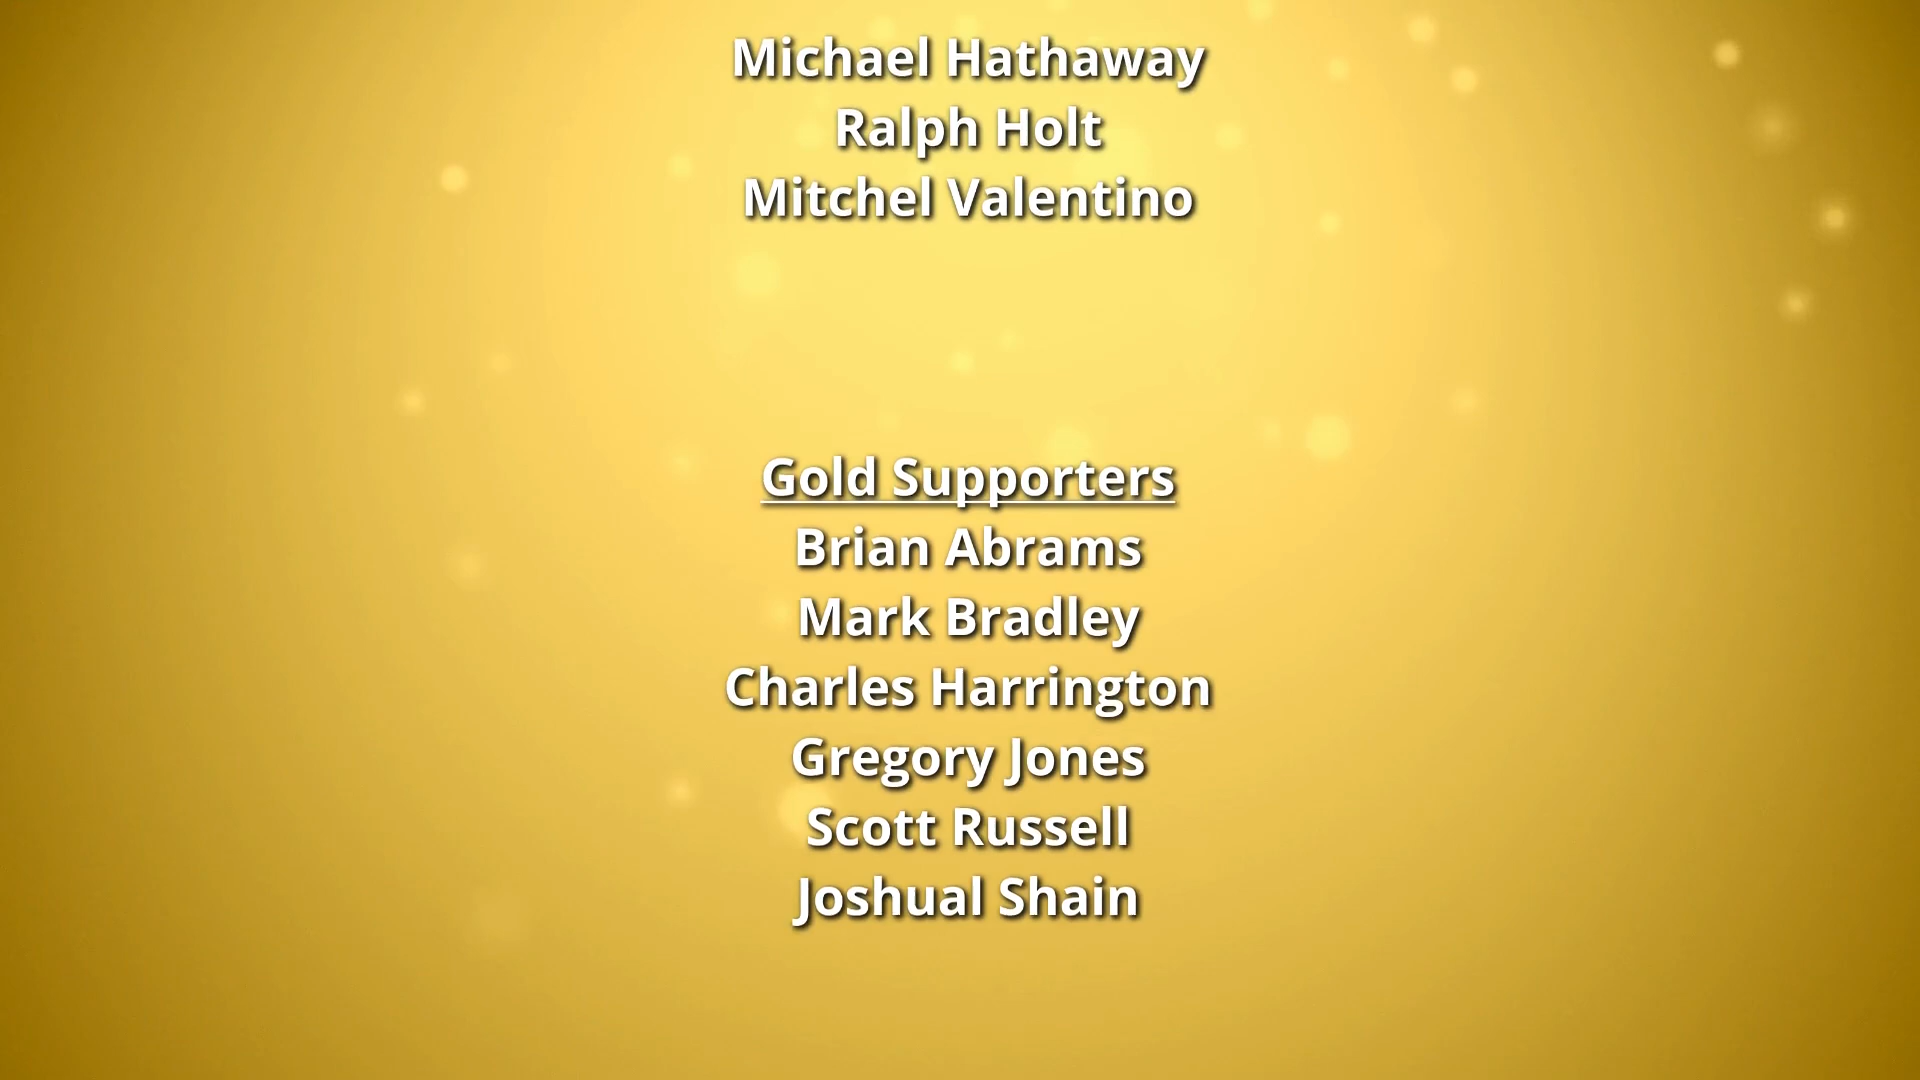 Michael Hathaway
Ralph Holt
Mitchel Valentino
Gold Supporters
Brian Abrams
Mark Bradley
Charles Harrington
Gregory Jones
Scott Russell
Joshual Shain